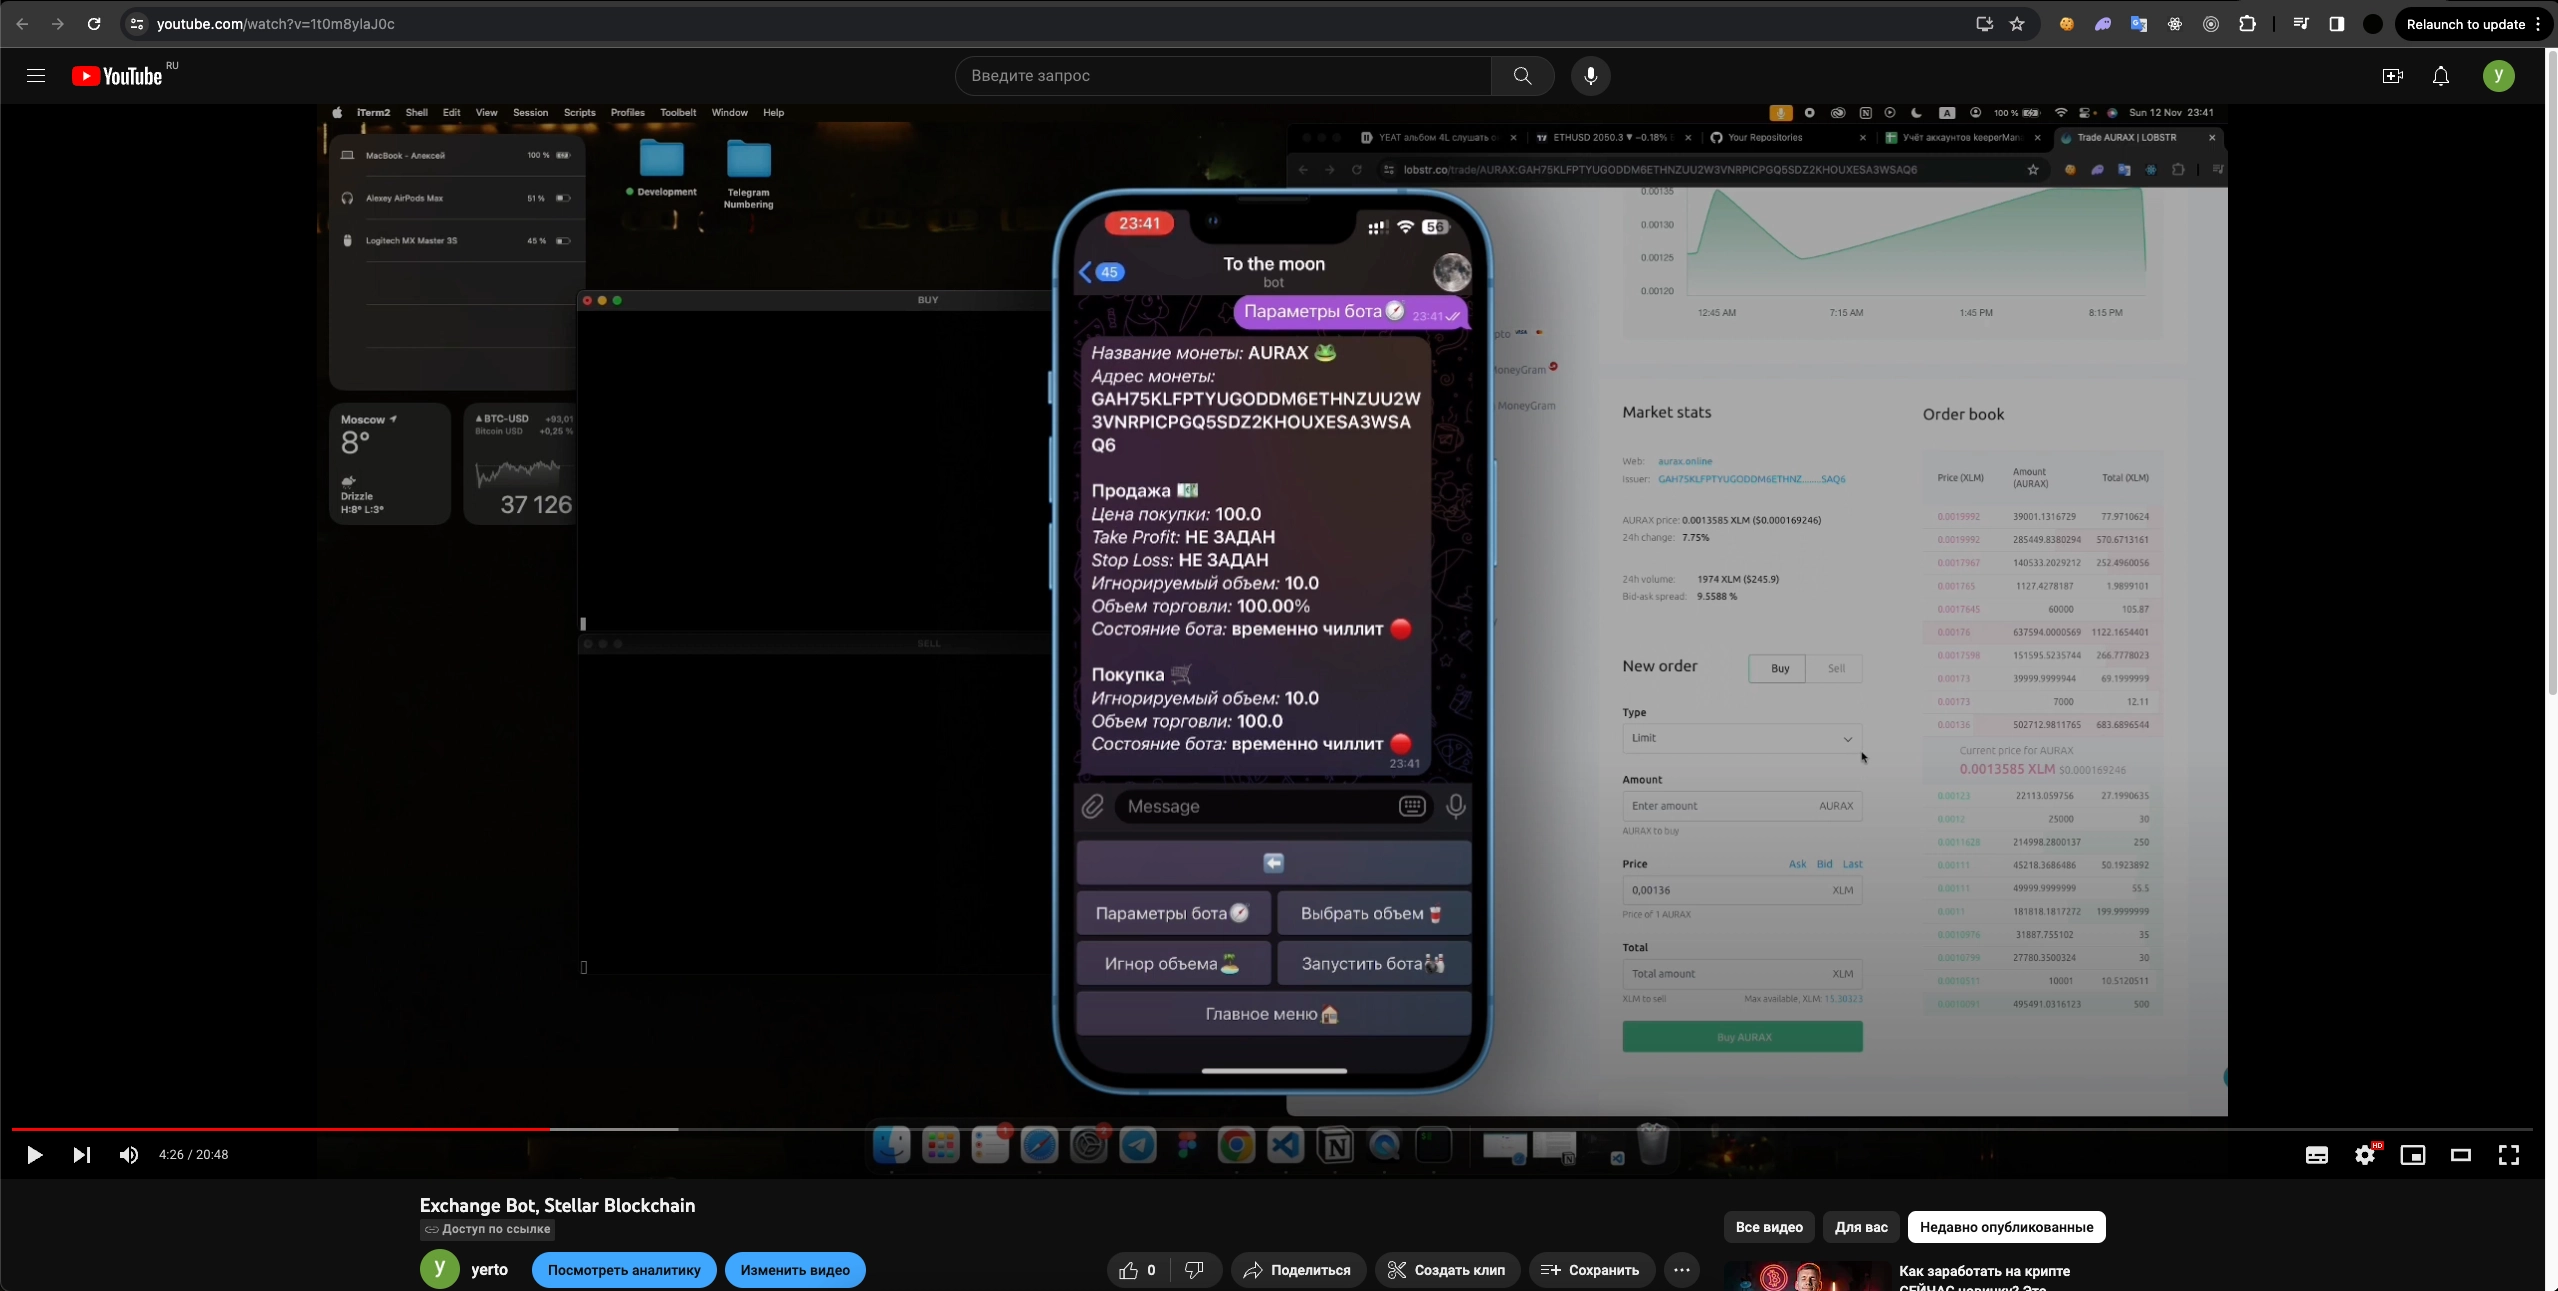 youtube.com/watch?v=1t0m8ylaJ0c
Relaunch to update
YouTube RU
Введите запрос
y
iTerm2 Shell Edit View Session Scripts Profiles Toolbelt Window Help
100 % Sun 12 Nov 23:41
MacBook - Алексей 100 %
Alexey AirPods Max 51 %
Logitech MX Master 3S 45 %
Development
Telegram
Numbering
Moscow
8°
Drizzle
H:8° L:3°
BTC-USD +93,01
Bitcoin USD +0,25 %
37 126
BUY
SELL
YEAT альбом 4L слушать
ETHUSD 2050.3 ▼ −0.18%
Your Repositories
Учёт аккаунтов keeperMan
Trade AURAX | LOBSTR
lobstr.co/trade/AURAX:GAH75KLFPTYUGODDM6ETHNZUU2W3VNRPICPGQ5SDZ2KHOUXESA3WSAQ6
23:41
56
45
To the moon
bot
Параметры бота 23:41
Название монеты: AURAX
Адрес монеты:
GAH75KLFPTYUGODDM6ETHNZUU2W
3VNRPICPGQ5SDZ2KHOUXESA3WSA
Q6
Продажа
Цена покупки: 100.0
Take Profit: НЕ ЗАДАН
Stop Loss: НЕ ЗАДАН
Игнорируемый объем: 10.0
Объем торговли: 100.00%
Состояние бота: временно чиллит
Покупка
Игнорируемый объем: 10.0
Объем торговли: 100.0
Состояние бота: временно чиллит
23:41
Message
Параметры бота
Выбрать объем
Игнор объема
Запустить бота
Главное меню
0.00135
0.00130
0.00125
0.00120
12:45 AM 7:15 AM 1:45 PM 8:15 PM
MoneyGram
MoneyGram
Market stats
Web: aurax.online
Issuer: GAH75KLFPTYUGODDM6ETHNZ.......SAQ6
AURAX price: 0.0013585 XLM ($0.000169246)
24h change: 7.75%
24h volume: 1974 XLM ($245.9)
Bid-ask spread: 9.5588 %
New order
Buy
Sell
Type
Limit
Amount
Enter amount AURAX
AURAX to buy
Price Ask Bid Last
0,00136 XLM
Price of 1 AURAX
Total
Total amount XLM
XLM to sell Max available, XLM: 15.30323
Buy AURAX
Order book
Price (XLM) Amount (AURAX) Total (XLM)
0.0019992 39001.1316729 77.9710624
0.0019992 285449.8380294 570.6713161
0.0017967 140533.2029212 252.4960056
0.001765 1127.4278187 1.9899101
0.0017645 60000 105.87
0.00176 637594.0000569 1122.1654401
0.0017598 151595.5235744 266.7778023
0.00173 39999.9999944 69.1999999
0.00173 7000 12.11
0.00136 502712.9811765 683.6896544
Current price for AURAX
0.0013585 XLM $0.000169246
0.00123 22113.059756 27.1990635
0.0012 25000 30
0.0011628 214998.2800137 250
0.00111 45218.3686486 50.1923892
0.00111 49999.9999999 55.5
0.0011 181818.1817272 199.9999999
0.0010976 31887.755102 35
0.0010799 27780.3500324 30
0.0010511 10001 10.5120511
0.0010091 495491.0316123 500
4:26 / 20:48
HD
Exchange Bot, Stellar Blockchain
Доступ по ссылке
y
yerto
Посмотреть аналитику
Изменить видео
0
Поделиться
Создать клип
Сохранить
Все видео
Для вас
Недавно опубликованные
Как заработать на крипте